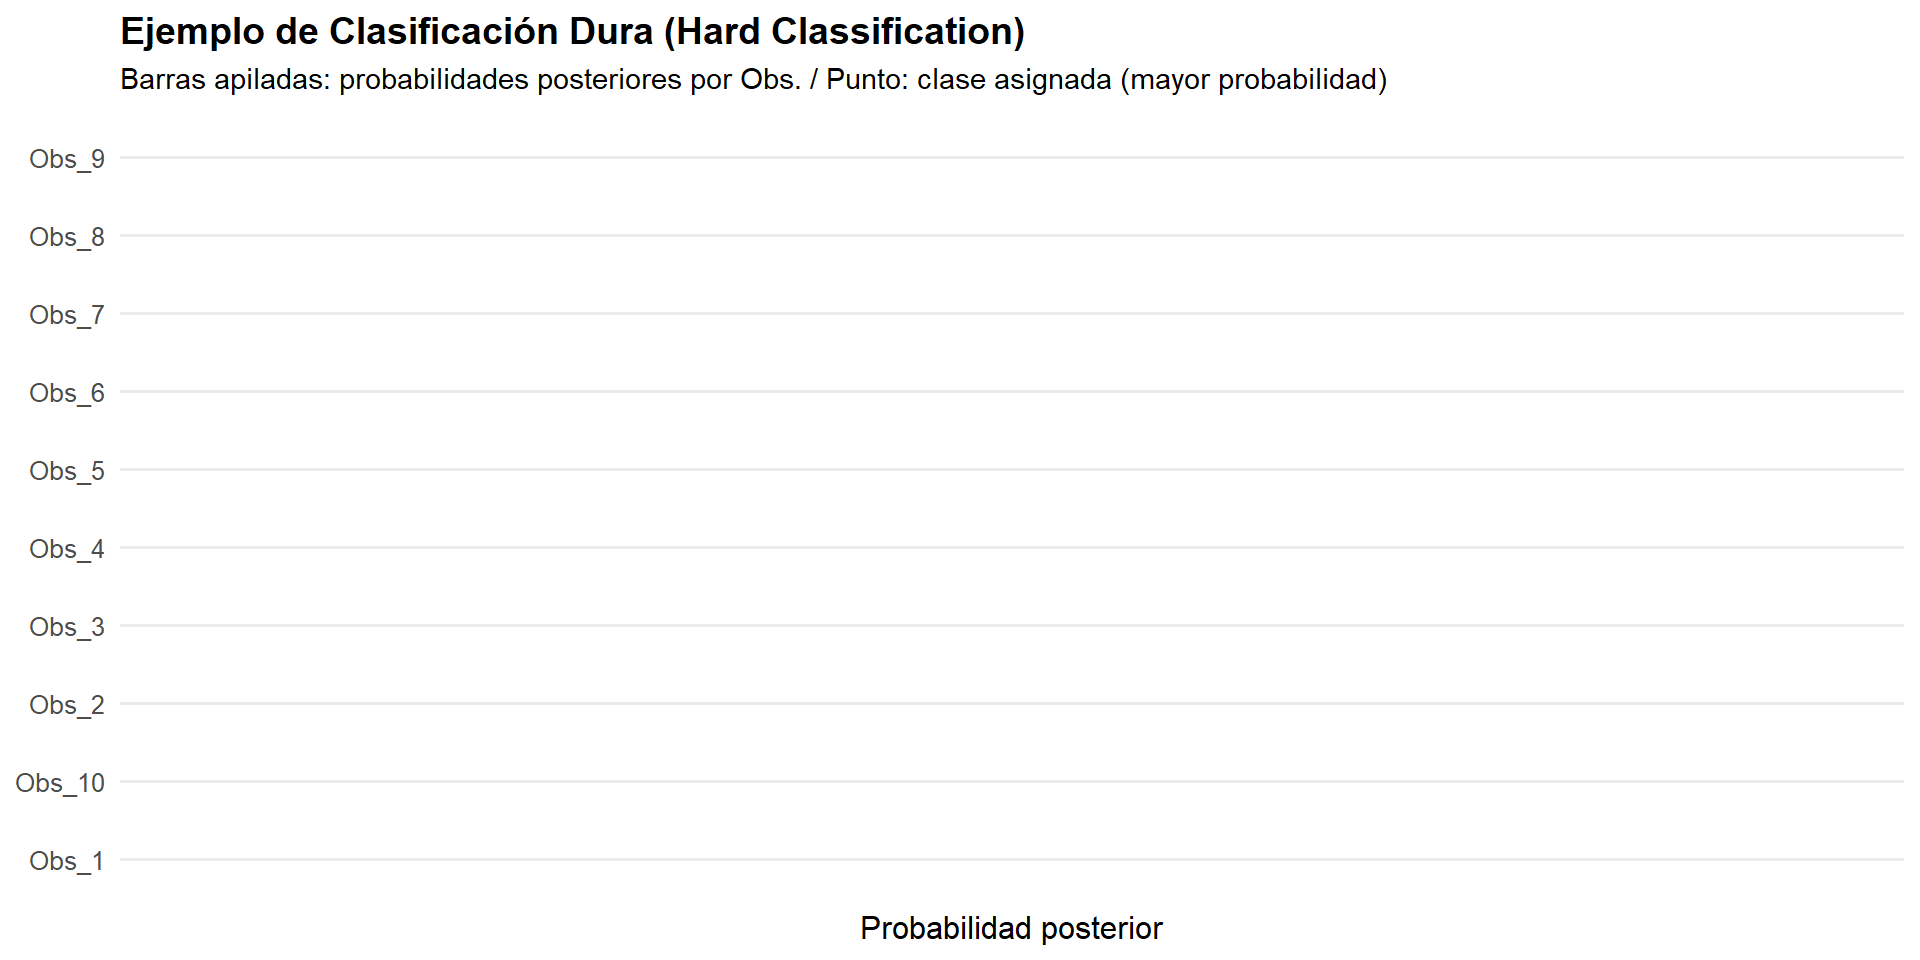 Ejemplo de Clasificación Dura (Hard Classification)
Barras apiladas: probabilidades posteriores por Obs. / Punto: clase asignada (mayor probabilidad)
Obs_9
Obs_8
Obs_7
Obs_6
Obs_5
Obs_4
Obs_3
Obs_2
Obs_10
Obs_1
Probabilidad posterior